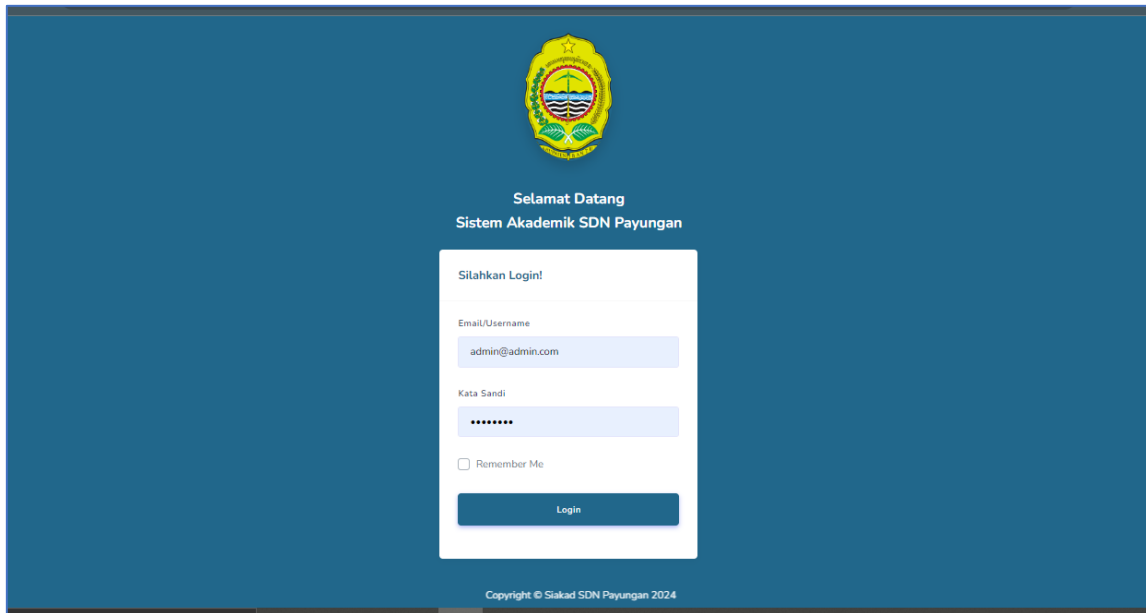 Selamat Datang
Sistem Akademik SDN Payungan
Silahkan Login!
Email/Username
admin@admin.com
Kata Sandi
••••••••
Remember Me
Login
Copyright © Siakad SDN Payungan 2024